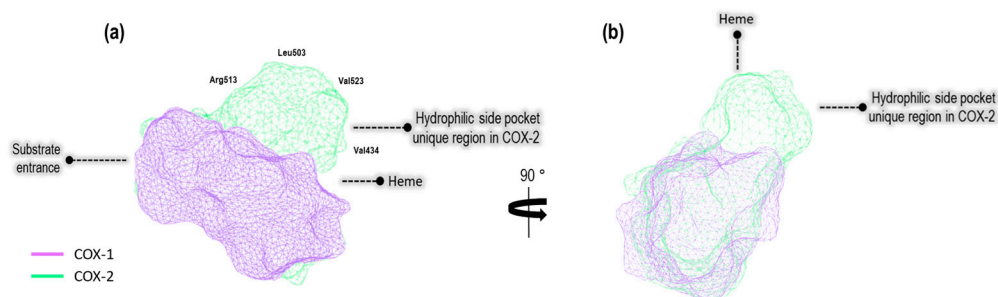 (a)
Leu503
Arg513
Val523
Hydrophilic side pocket
unique region in COX-2
Val434
Substrate
entrance
Heme
COX-1
COX-2
90 °
(b)
Heme
Hydrophilic side pocket
unique region in COX-2